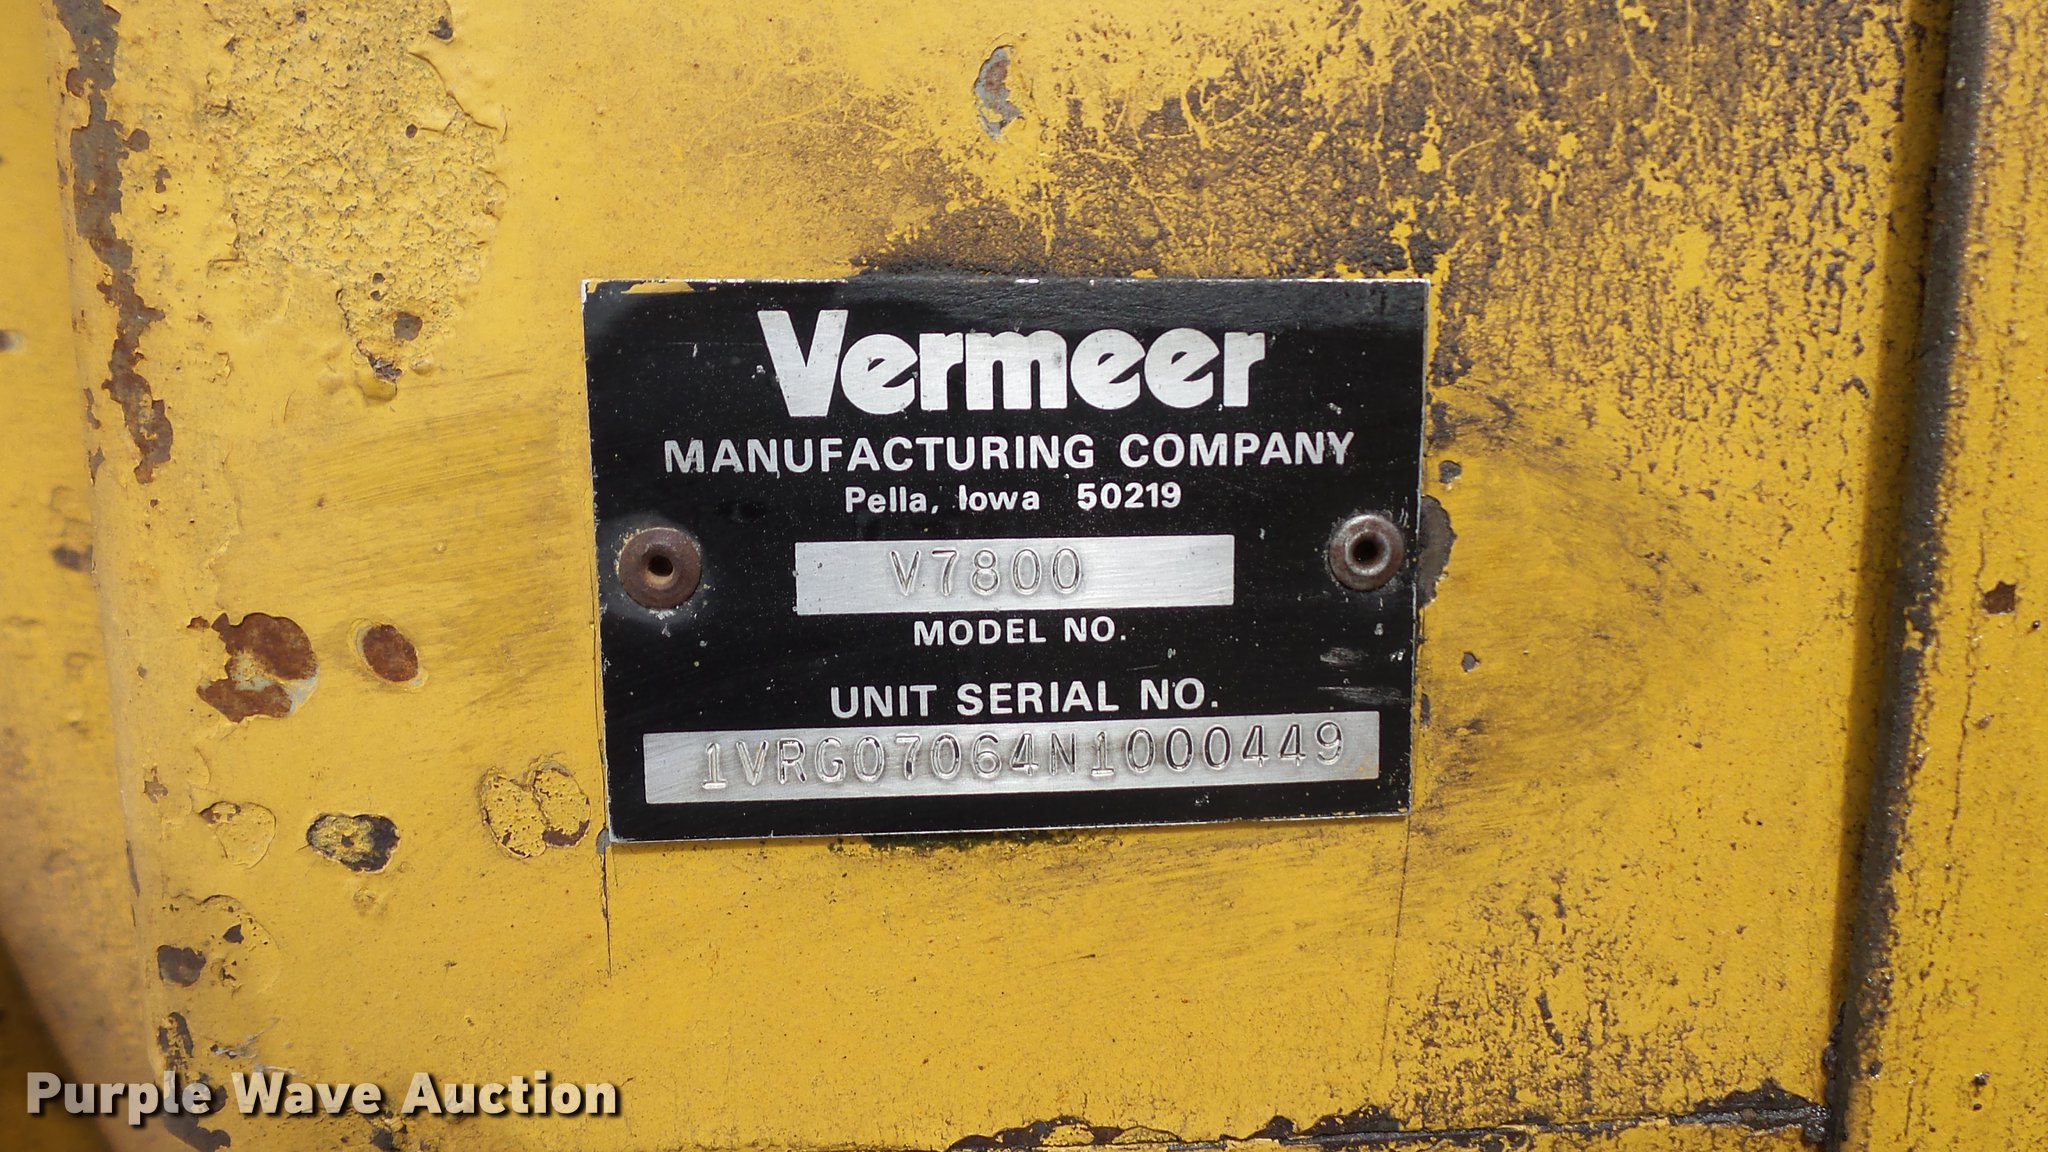 Vermeer
MANUFACTURING COMPANY
Pella, Iowa 50219
V7800
MODEL NO.
UNIT SERIAL NO.
1VRG07064N1000449
Purple Wave Auction